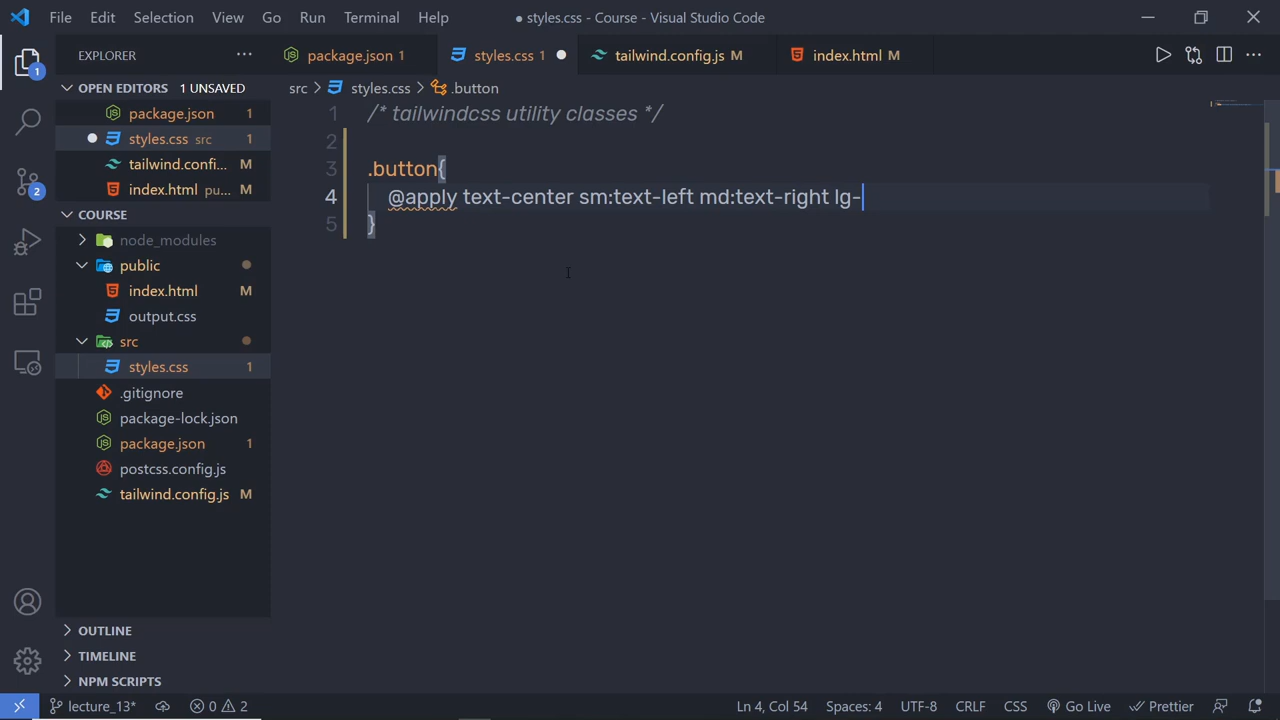 File Edit Selection View Go Run Terminal Help
● styles.css - Course - Visual Studio Code
EXPLORER ...
package.json 1
styles.css 1
tailwind.config.js M
index.html M
OPEN EDITORS 1 UNSAVED
package.json 1
styles.css src 1
tailwind.confi... M
index.html pu... M
COURSE
node_modules
public
index.html M
output.css
src
styles.css 1
.gitignore
package-lock.json
package.json 1
postcss.config.js
tailwind.config.js M
OUTLINE
TIMELINE
NPM SCRIPTS
1
2
src > styles.css > .button
1 /* tailwindcss utility classes */
2
3 .button{
4 @apply text-center sm:text-left md:text-right lg-
5 }
lecture_13* 0 2 Ln 4, Col 54 Spaces: 4 UTF-8 CRLF CSS Go Live Prettier